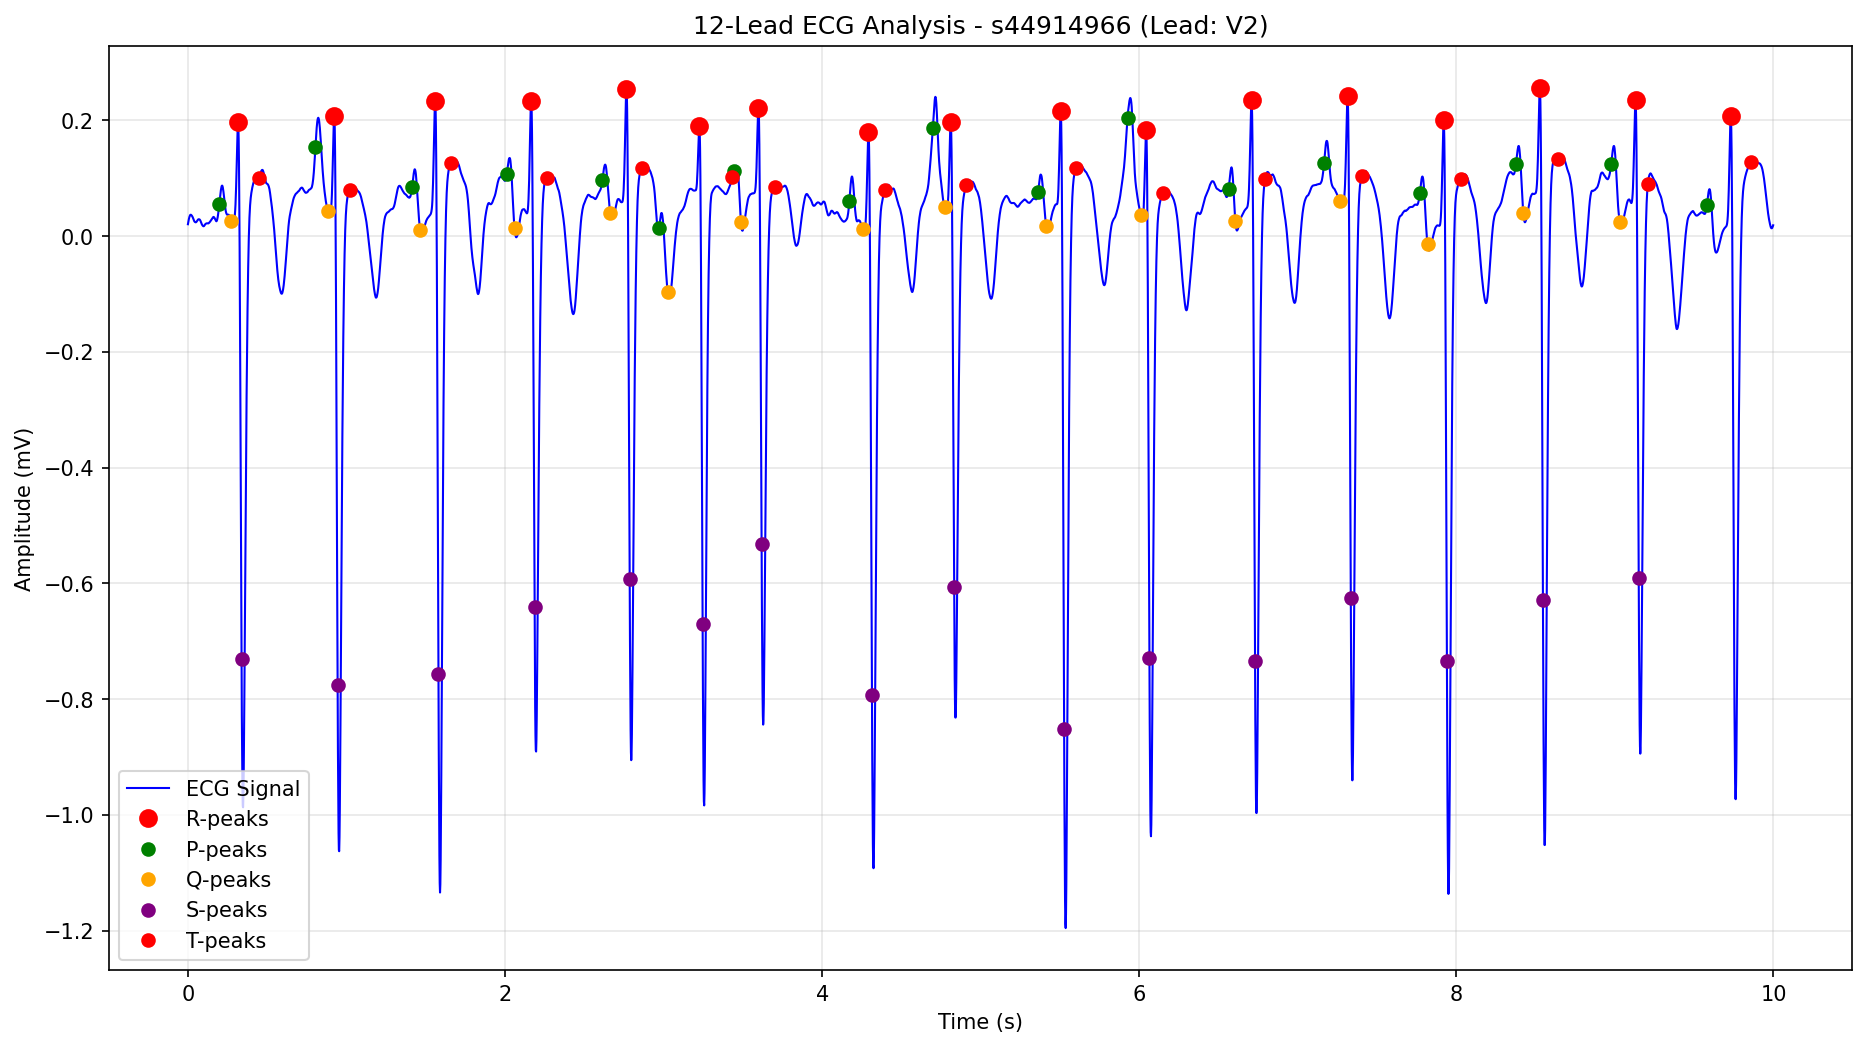 12-Lead ECG Analysis - s44914966 (Lead: V2)
Amplitude (mV)
0.2
0.0
−0.2
−0.4
−0.6
−0.8
−1.0
−1.2
ECG Signal
R-peaks
P-peaks
Q-peaks
S-peaks
T-peaks
0 2 4 6 8 10
Time (s)